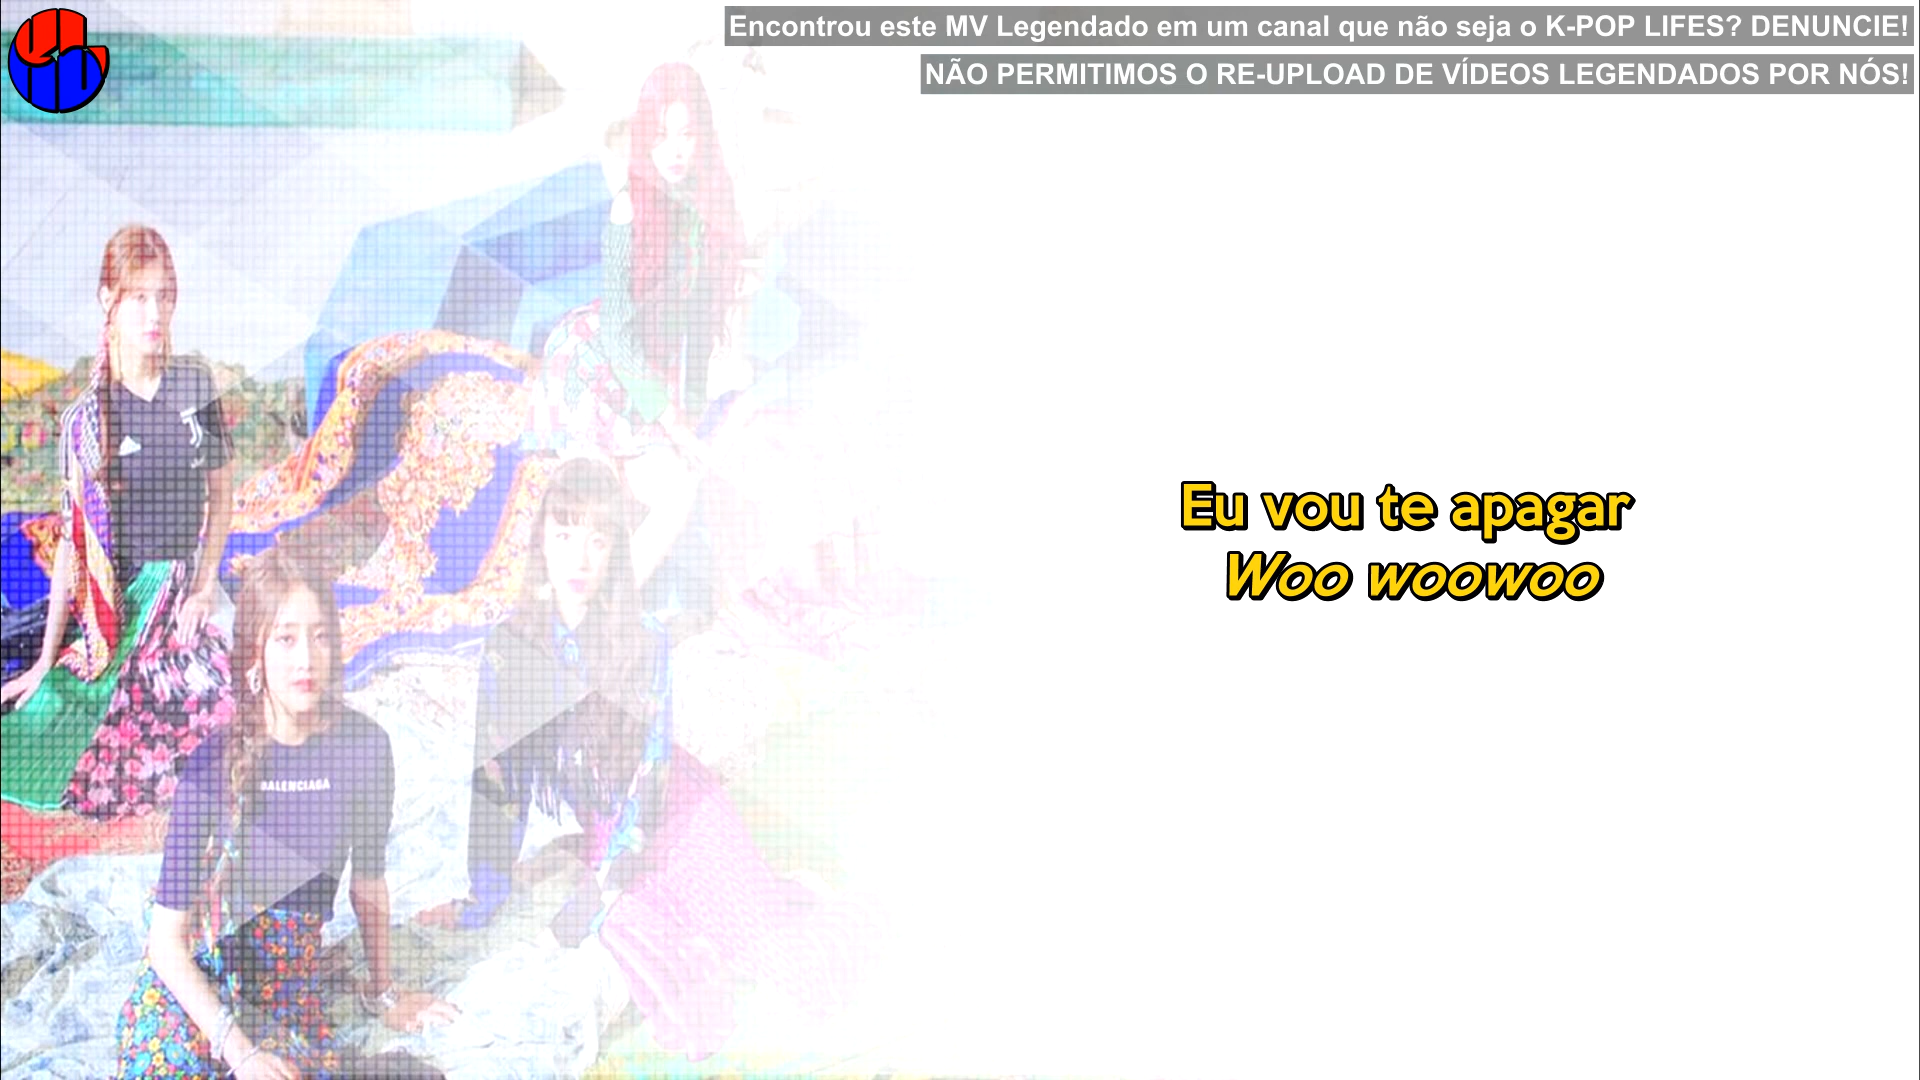 Encontrou este MV Legendado em um canal que não seja o K-POP LIFES? DENUNCIE!
NÃO PERMITIMOS O RE-UPLOAD DE VÍDEOS LEGENDADOS POR NÓS!
Eu vou te apagar
Woo woowoo
BALENCIAGA